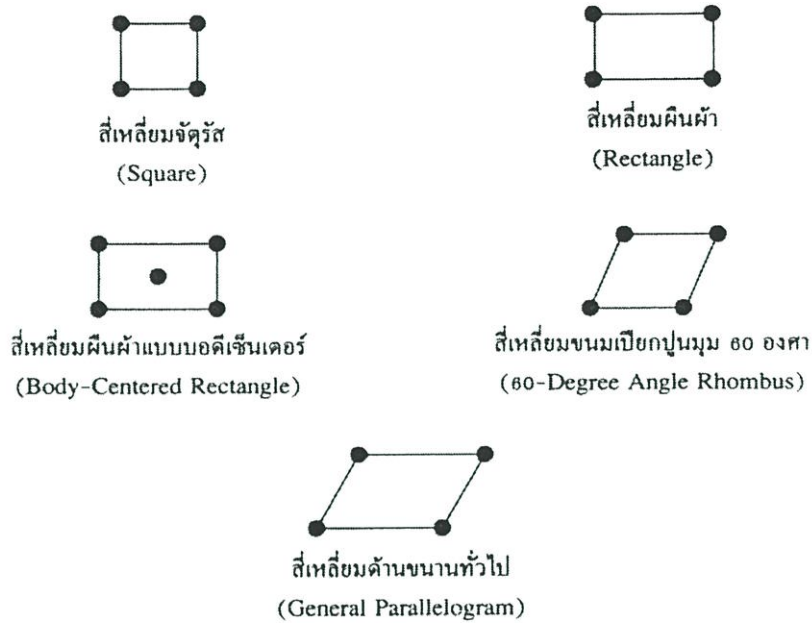 สี่เหลี่ยมจัตุรัส
(Square)
สี่เหลี่ยมผืนผ้า
(Rectangle)
สี่เหลี่ยมผืนผ้าแบบบอดีเซ็นเตอร์
(Body-Centered Rectangle)
สี่เหลี่ยมขนมเปียกปูนมุม 60 องศา
(60-Degree Angle Rhombus)
สี่เหลี่ยมด้านขนานทั่วไป
(General Parallelogram)